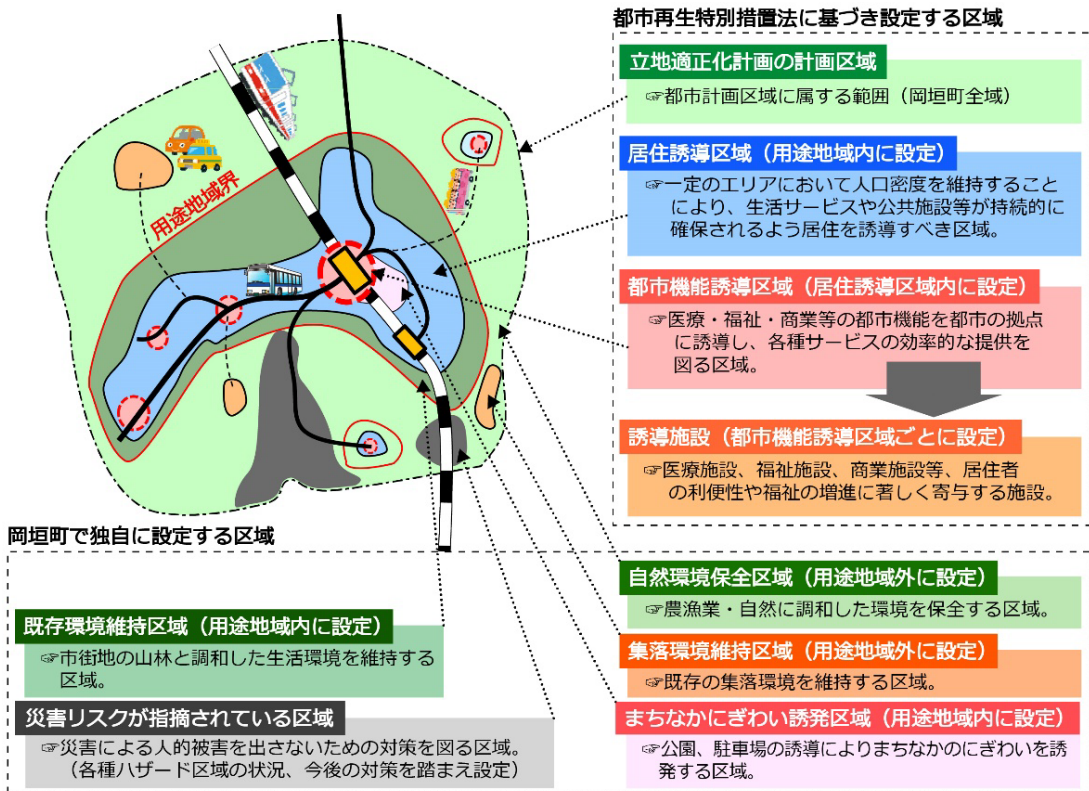 都市再生特別措置法に基づき設定する区域
立地適正化計画の計画区域
☞都市計画区域に属する範囲（岡垣町全域）
居住誘導区域（用途地域内に設定）
☞一定のエリアにおいて人口密度を維持すること
により、生活サービスや公共施設等が持続的に
確保されるよう居住を誘導すべき区域。
都市機能誘導区域（居住誘導区域内に設定）
☞医療・福祉・商業等の都市機能を都市の拠点
に誘導し、各種サービスの効率的な提供を
図る区域。
誘導施設（都市機能誘導区域ごとに設定）
☞医療施設、福祉施設、商業施設等、居住者
の利便性や福祉の増進に著しく寄与する施設。
用途地域界
岡垣町で独自に設定する区域
既存環境維持区域（用途地域内に設定）
☞市街地の山林と調和した生活環境を維持する
区域。
災害リスクが指摘されている区域
☞災害による人的被害を出さないための対策を図る区域。
（各種ハザード区域の状況、今後の対策を踏まえ設定）
自然環境保全区域（用途地域外に設定）
☞農漁業・自然に調和した環境を保全する区域。
集落環境維持区域（用途地域外に設定）
☞既存の集落環境を維持する区域。
まちなかにぎわい誘発区域（用途地域内に設定）
☞公園、駐車場の誘導によりまちなかのにぎわいを誘
発する区域。